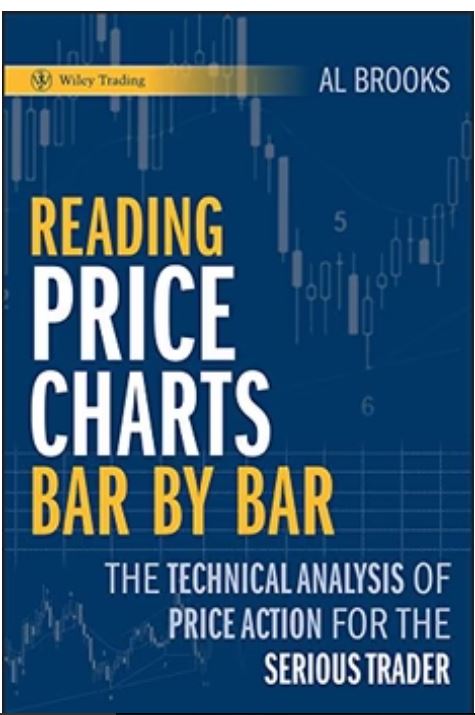 Wiley Trading
AL BROOKS
5
READING
PRICE
CHARTS
6
BAR BY BAR
THE TECHNICAL ANALYSIS OF
PRICE ACTION FOR THE
SERIOUS TRADER